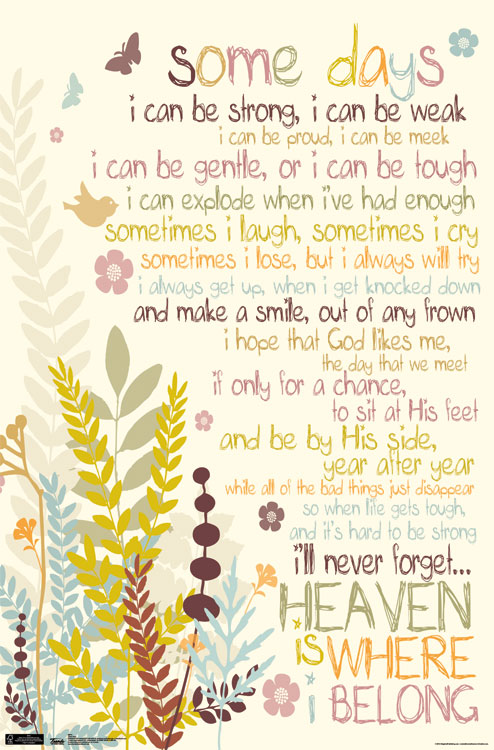 some days
i can be strong, i can be weak
i can be proud, i can be meek
i can be gentle, or i can be tough
i can explode when i've had enough
sometimes i laugh, sometimes i cry
sometimes i lose, but i always will try
i always get up, when i get knocked down
and make a smile, out of any frown
i hope that God likes me,
the day that we meet
if only for a chance,
to sit at His feet
and be by His side,
year after year
while all of the bad things just disappear
so when life gets tough,
and it's hard to be strong
i'll never forget...
HEAVEN
iS WHERE
i BELONG
Trends